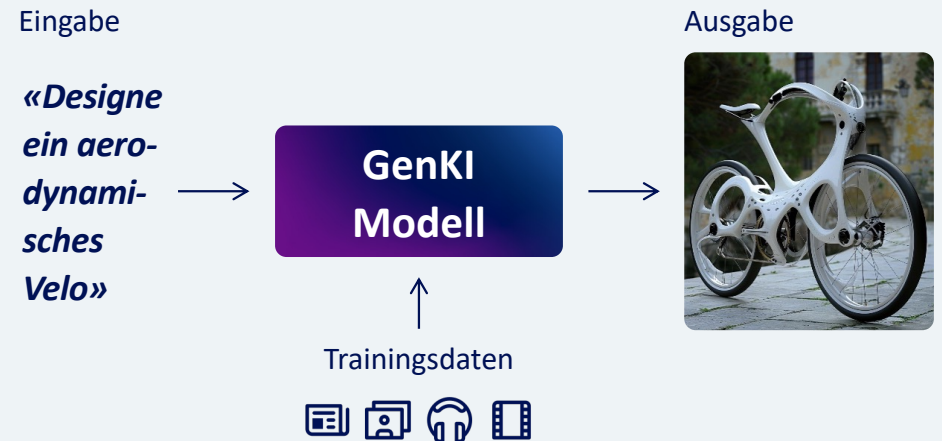 Eingabe
«Designe
ein aero-
dynami-
sches
Velo»
GenKI
Modell
Trainingsdaten
Ausgabe